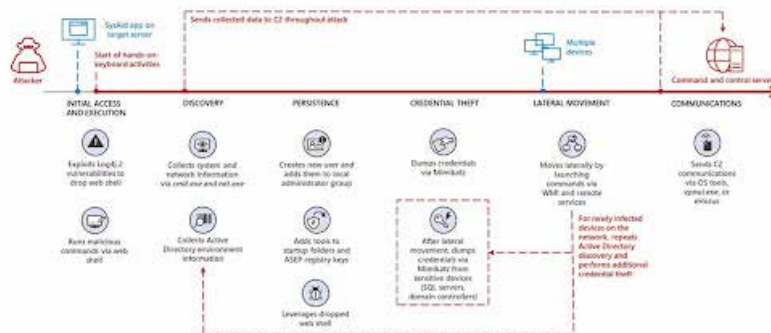 SysAid app on
target server
Sends collected data to C2 throughout attack
Start of hands-on-
keyboard activities
Multiple
devices
Attacker
Command and control server
INITIAL ACCESS
AND EXECUTION
DISCOVERY
PERSISTENCE
CREDENTIAL THEFT
LATERAL MOVEMENT
COMMUNICATIONS
Exploits Log4j 2
vulnerabilities to
drop web shell
Collects system and
network information
via cmd.exe and net.exe
Creates new user and
adds them to local
administrator group
Dumps credentials
via Mimikatz
Moves laterally by
launching
commands via
WMI and remote
services
Sends C2
communications
via OS tools,
vpnui.exe, or
eHorus
Runs malicious
commands via web
shell
Collects Active
Directory environment
information
Adds tools to
startup folders and
ASEP registry keys
After lateral
movement, dumps
credentials via
Mimikatz from
sensitive devices
(SQL servers,
domain controllers)
For newly infected
devices on the
network, repeats
Active Directory
discovery and
performs additional
credential theft
Leverages dropped
web shell